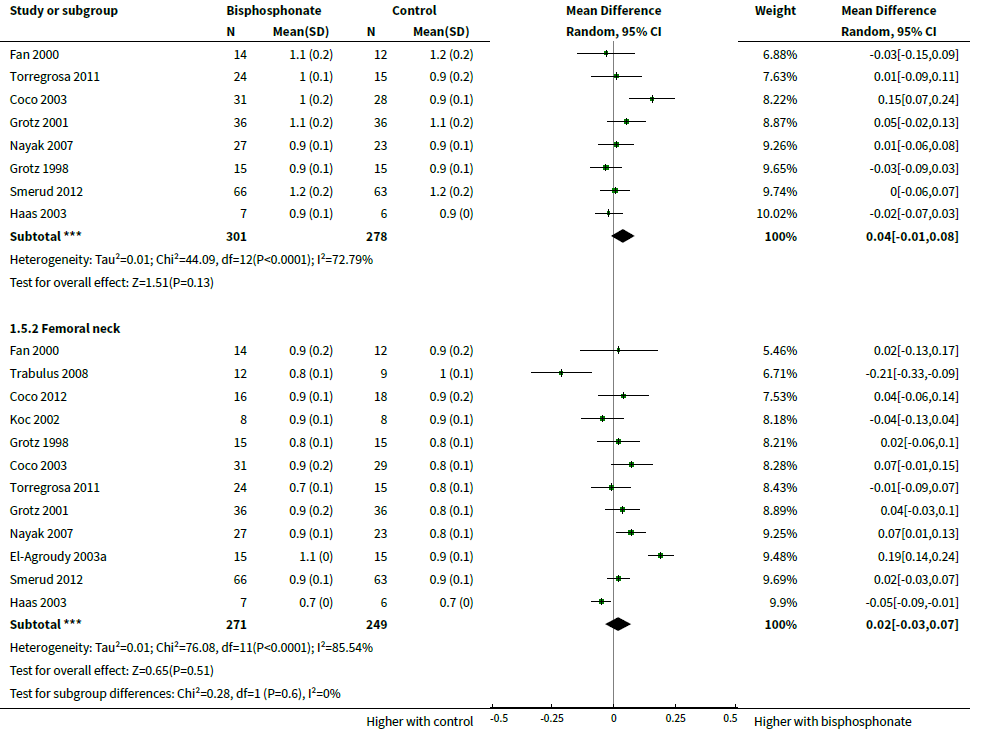 Study or subgroup Bisphosphonate Control Mean Difference Weight Mean Difference
N Mean(SD) N Mean(SD) Random, 95% CI Random, 95% CI
Fan 2000 14 1.1 (0.2) 12 1.2 (0.2) 6.88% -0.03[-0.15,0.09]
Torregrosa 2011 24 1 (0.1) 15 0.9 (0.2) 7.63% 0.01[-0.09,0.11]
Coco 2003 31 1 (0.2) 28 0.9 (0.1) 8.22% 0.15[0.07,0.24]
Grotz 2001 36 1.1 (0.2) 36 1.1 (0.2) 8.87% 0.05[-0.02,0.13]
Nayak 2007 27 0.9 (0.1) 23 0.9 (0.1) 9.26% 0.01[-0.06,0.08]
Grotz 1998 15 0.9 (0.1) 15 0.9 (0.1) 9.65% -0.03[-0.09,0.03]
Smerud 2012 66 1.2 (0.2) 63 1.2 (0.2) 9.74% 0[-0.06,0.07]
Haas 2003 7 0.9 (0.1) 6 0.9 (0) 10.02% -0.02[-0.07,0.03]
Subtotal *** 301 278 100% 0.04[-0.01,0.08]
Heterogeneity: Tau²=0.01; Chi²=44.09, df=12(P<0.0001); I²=72.79%
Test for overall effect: Z=1.51(P=0.13)
1.5.2 Femoral neck
Fan 2000 14 0.9 (0.2) 12 0.9 (0.2) 5.46% 0.02[-0.13,0.17]
Trabulus 2008 12 0.8 (0.1) 9 1 (0.1) 6.71% -0.21[-0.33,-0.09]
Coco 2012 16 0.9 (0.1) 18 0.9 (0.2) 7.53% 0.04[-0.06,0.14]
Koc 2002 8 0.9 (0.1) 8 0.9 (0.1) 8.18% -0.04[-0.13,0.04]
Grotz 1998 15 0.8 (0.1) 15 0.8 (0.1) 8.21% 0.02[-0.06,0.1]
Coco 2003 31 0.9 (0.2) 29 0.8 (0.1) 8.28% 0.07[-0.01,0.15]
Torregrosa 2011 24 0.7 (0.1) 15 0.8 (0.1) 8.43% -0.01[-0.09,0.07]
Grotz 2001 36 0.9 (0.2) 36 0.8 (0.1) 8.89% 0.04[-0.03,0.1]
Nayak 2007 27 0.9 (0.1) 23 0.8 (0.1) 9.25% 0.07[0.01,0.13]
El-Agroudy 2003a 15 1.1 (0) 15 0.9 (0.1) 9.48% 0.19[0.14,0.24]
Smerud 2012 66 0.9 (0.1) 63 0.9 (0.1) 9.69% 0.02[-0.03,0.07]
Haas 2003 7 0.7 (0) 6 0.7 (0) 9.9% -0.05[-0.09,-0.01]
Subtotal *** 271 249 100% 0.02[-0.03,0.07]
Heterogeneity: Tau²=0.01; Chi²=76.08, df=11(P<0.0001); I²=85.54%
Test for overall effect: Z=0.65(P=0.51)
Test for subgroup differences: Chi²=0.28, df=1 (P=0.6), I²=0%
Higher with control -0.5 -0.25 0 0.25 0.5 Higher with bisphosphonate